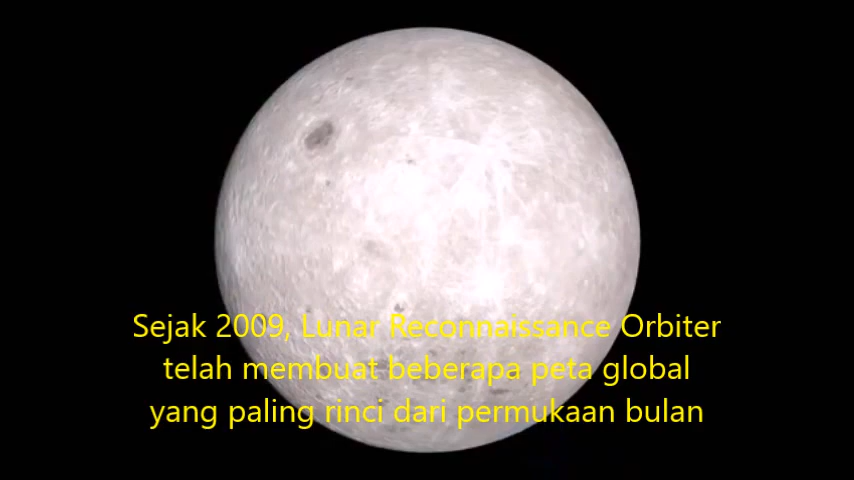 Sejak 2009, Lunar Reconnaissance Orbiter
telah membuat beberapa peta global
yang paling rinci dari permukaan bulan